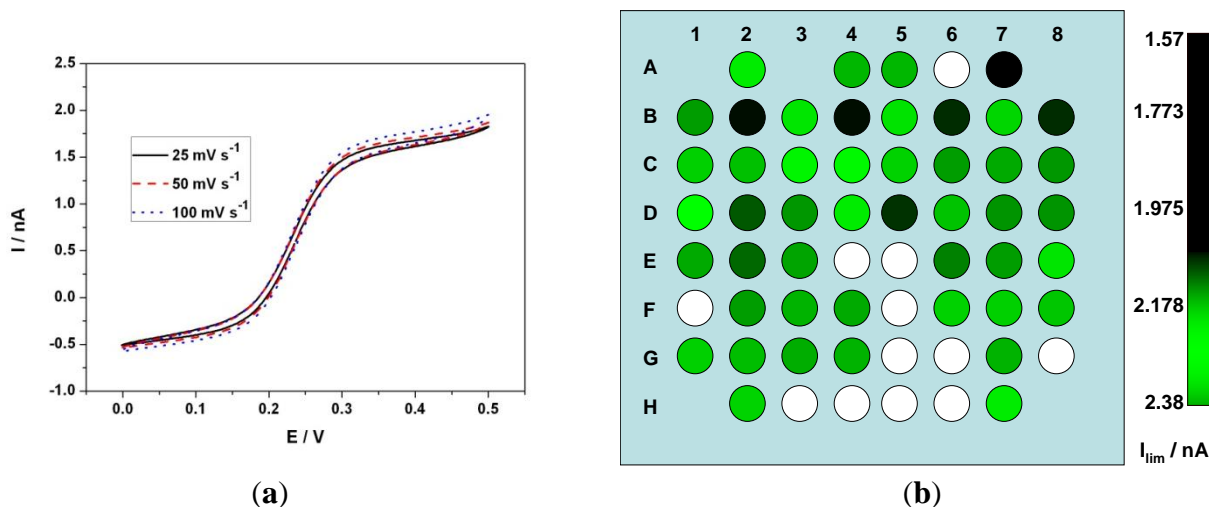 2.5
2.0
1.5
1.0
0.5
0.0
-0.5
-1.0
I / nA
25 mV s⁻¹
50 mV s⁻¹
100 mV s⁻¹
0.0 0.1 0.2 0.3 0.4 0.5
E / V
(a)
1 2 3 4 5 6 7 8
A
B
C
D
E
F
G
H
1.57
1.773
1.975
2.178
2.38
I_lim / nA
(b)